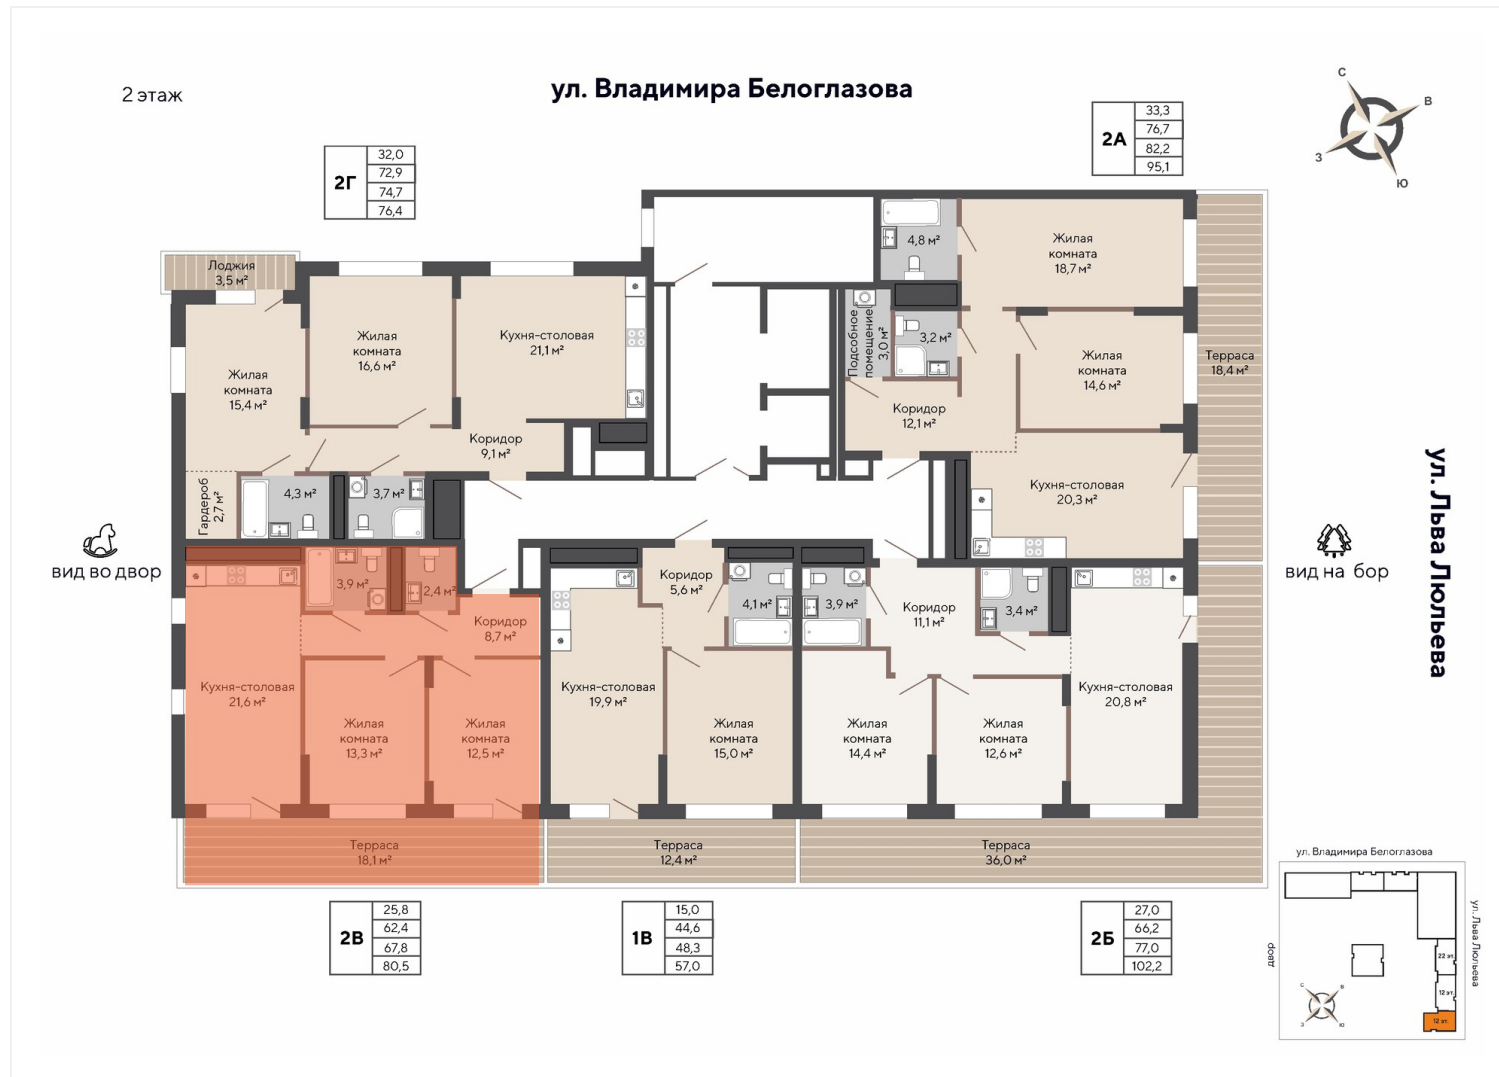 2 этаж
ул. Владимира Белоглазова
С
В
З
Ю
2А
33,3
76,7
82,2
95,1
2Г
32,0
72,9
74,7
76,4
Лоджия
3,5 м²
Жилая
комната
15,4 м²
Жилая
комната
16,6 м²
Кухня-столовая
21,1 м²
Коридор
9,1 м²
Гардероб
2,7 м²
4,3 м²
3,7 м²
4,8 м²
Жилая
комната
18,7 м²
Подсобное
помещение
3,0 м²
3,2 м²
Жилая
комната
14,6 м²
Терраса
18,4 м²
Коридор
12,1 м²
Кухня-столовая
20,3 м²
вид во двор
вид на бор
ул. Льва Люльева
3,9 м²
2,4 м²
Коридор
8,7 м²
Кухня-столовая
21,6 м²
Жилая
комната
13,3 м²
Жилая
комната
12,5 м²
Терраса
18,1 м²
Коридор
5,6 м²
4,1 м²
Кухня-столовая
19,9 м²
Жилая
комната
15,0 м²
Терраса
12,4 м²
3,9 м²
Коридор
11,1 м²
3,4 м²
Жилая
комната
14,4 м²
Жилая
комната
12,6 м²
Кухня-столовая
20,8 м²
Терраса
36,0 м²
2В
25,8
62,4
67,8
80,5
1В
15,0
44,6
48,3
57,0
2Б
27,0
66,2
77,0
102,2
ул. Владимира Белоглазова
двор
ул. Льва Люльева
22 эт.
12 эт.
12 эт.
С
В
З
Ю